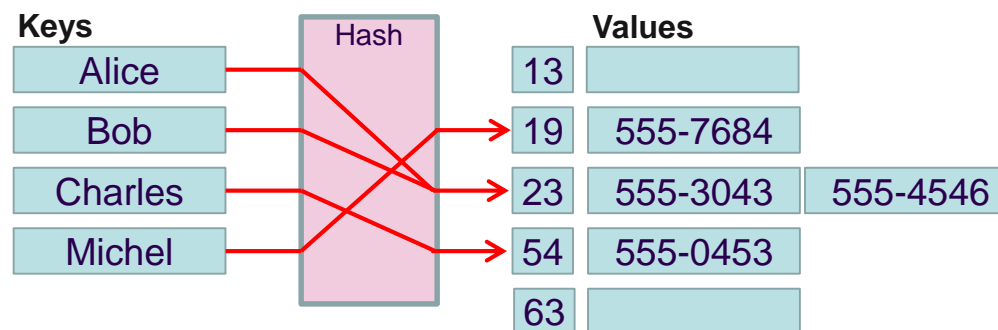 Keys
Hash
Values
Alice
13
Bob
19 555-7684
Charles
23 555-3043 555-4546
Michel
54 555-0453
63